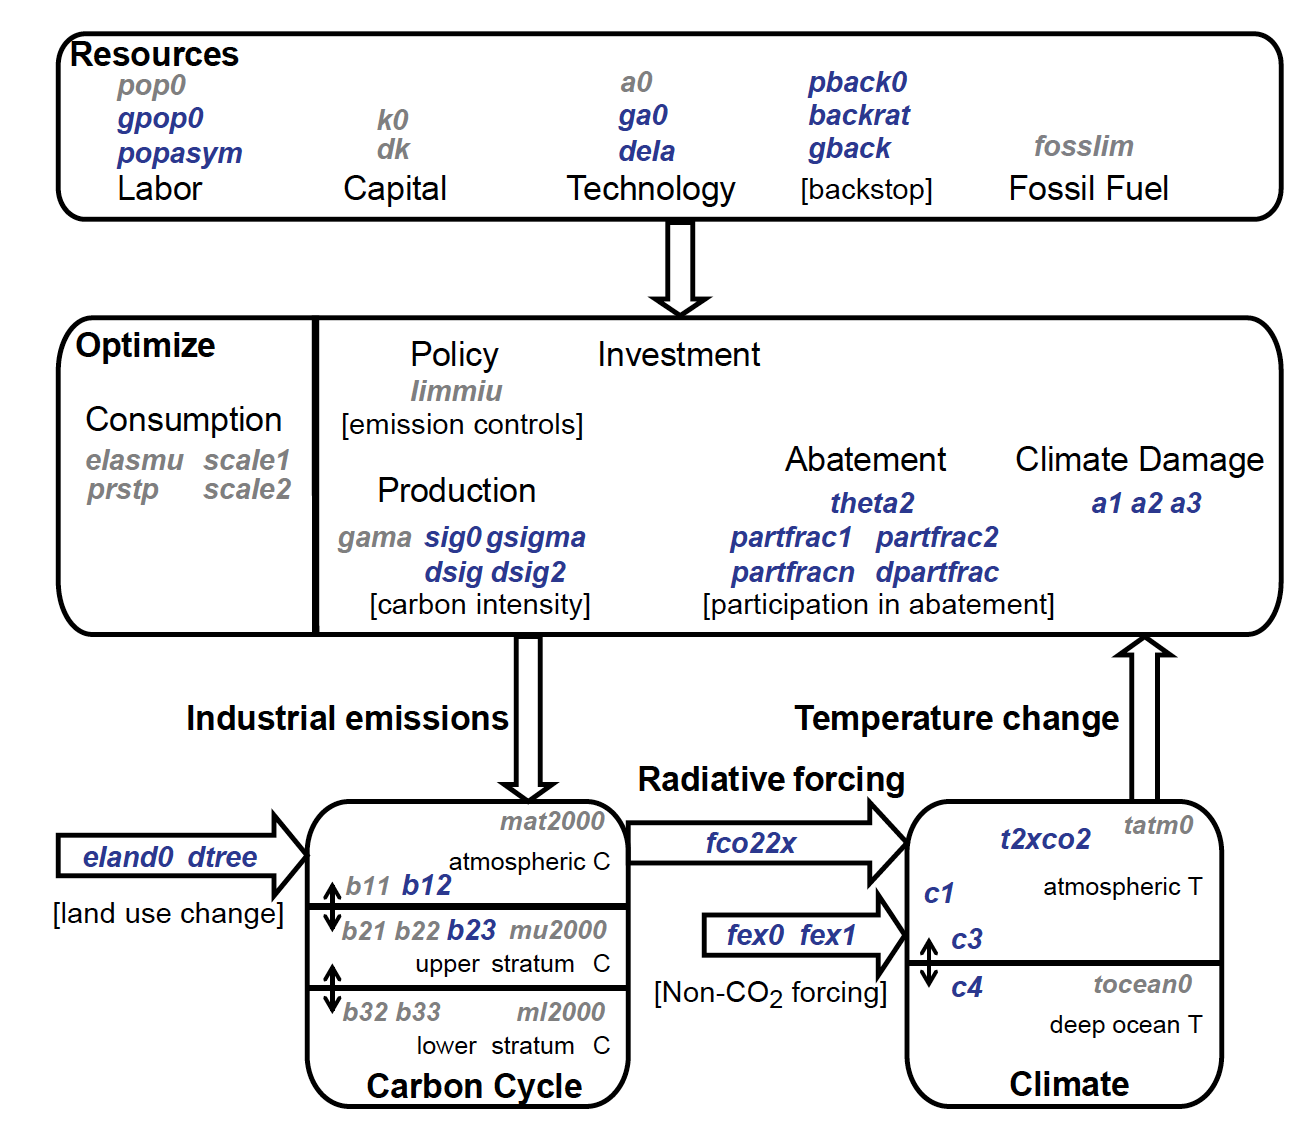 Resources
pop0
gpop0
popasym
Labor
k0
dk
Capital
a0
ga0
dela
Technology
pback0
backrat
gback
[backstop]
fosslim
Fossil Fuel
Optimize
Consumption
elasmu scale1
prstp scale2
Policy
limmiu
[emission controls]
Investment
Production
gama sig0 gsigma
dsig dsig2
[carbon intensity]
Abatement
theta2
partfrac1 partfrac2
partfracn dpartfrac
[participation in abatement]
Climate Damage
a1 a2 a3
Industrial emissions
Temperature change
Radiative forcing
eland0 dtree
[land use change]
mat2000
atmospheric C
b11 b12
b21 b22 b23 mu2000
upper stratum C
b32 b33 ml2000
lower stratum C
Carbon Cycle
fco22x
fex0 fex1
[Non-CO2 forcing]
tatm0
t2xco2
atmospheric T
c1
c3
c4
tocean0
deep ocean T
Climate